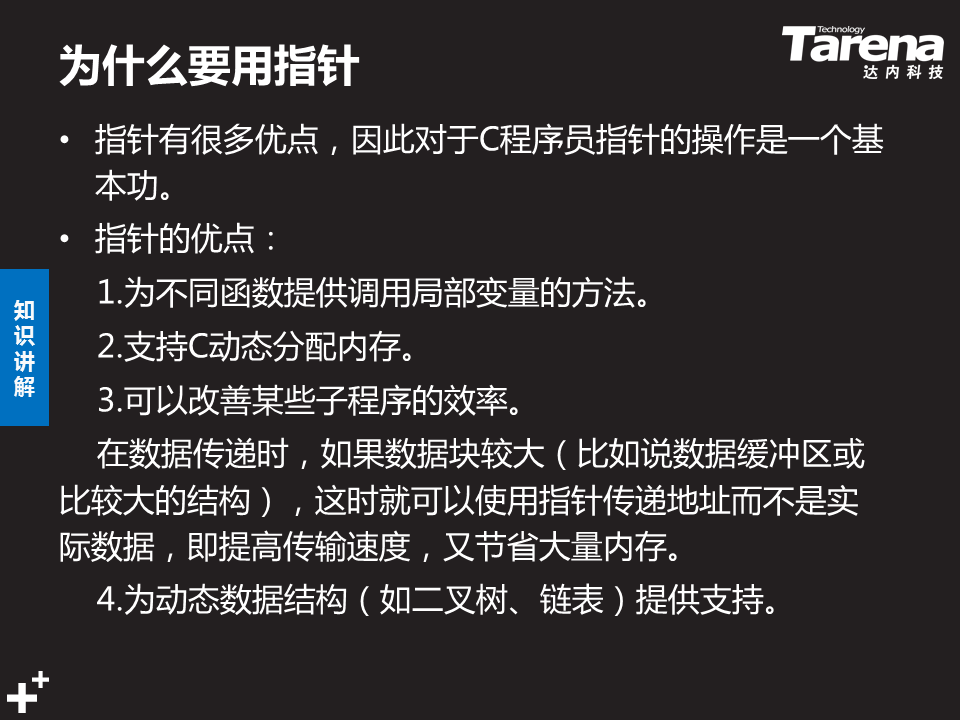 为什么要用指针
Technology
Tarena
达内科技
• 指针有很多优点，因此对于C程序员指针的操作是一个基
本功。
• 指针的优点：
1.为不同函数提供调用局部变量的方法。
2.支持C动态分配内存。
3.可以改善某些子程序的效率。
在数据传递时，如果数据块较大（比如说数据缓冲区或
比较大的结构），这时就可以使用指针传递地址而不是实
际数据，即提高传输速度，又节省大量内存。
4.为动态数据结构（如二叉树、链表）提供支持。
知
识
讲
解